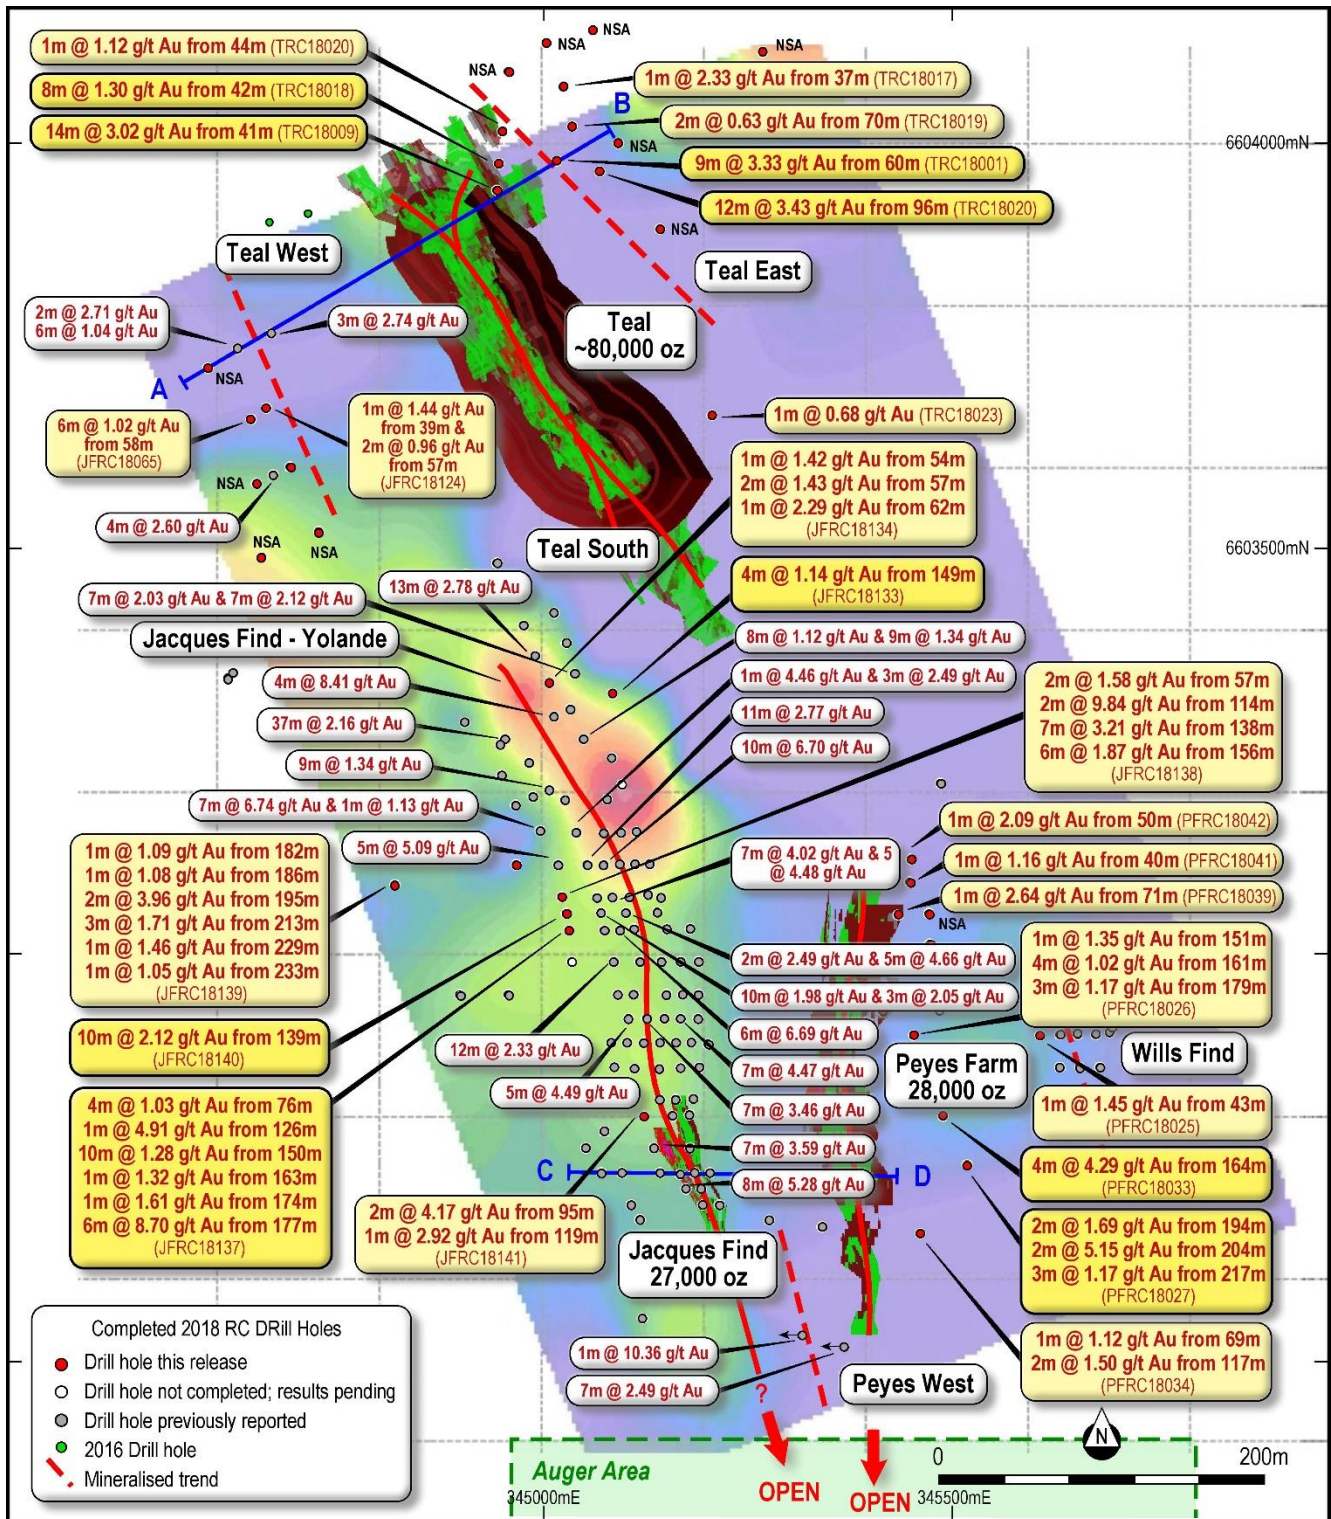 NSA
NSA
NSA
1m @ 1.12 g/t Au from 44m (TRC18020)
8m @ 1.30 g/t Au from 42m (TRC18018)
14m @ 3.02 g/t Au from 41m (TRC18009)
1m @ 2.33 g/t Au from 37m (TRC18017)
B
2m @ 0.63 g/t Au from 70m (TRC18019)
NSA
6604000mN
9m @ 3.33 g/t Au from 60m (TRC18001)
12m @ 3.43 g/t Au from 96m (TRC18020)
NSA
Teal West
Teal East
2m @ 2.71 g/t Au
6m @ 1.04 g/t Au
3m @ 2.74 g/t Au
Teal
~80,000 oz
NSA
A
6m @ 1.02 g/t Au
from 58m
(JFRC18065)
1m @ 1.44 g/t Au
from 39m &
2m @ 0.96 g/t Au
from 57m
(JFRC18124)
1m @ 0.68 g/t Au (TRC18023)
1m @ 1.42 g/t Au from 54m
2m @ 1.43 g/t Au from 57m
1m @ 2.29 g/t Au from 62m
(JFRC18134)
NSA
4m @ 2.60 g/t Au
NSA
NSA
Teal South
6603500mN
4m @ 1.14 g/t Au from 149m
(JFRC18133)
13m @ 2.78 g/t Au
7m @ 2.03 g/t Au & 7m @ 2.12 g/t Au
Jacques Find - Yolande
8m @ 1.12 g/t Au & 9m @ 1.34 g/t Au
1m @ 4.46 g/t Au & 3m @ 2.49 g/t Au
4m @ 8.41 g/t Au
11m @ 2.77 g/t Au
37m @ 2.16 g/t Au
10m @ 6.70 g/t Au
9m @ 1.34 g/t Au
2m @ 1.58 g/t Au from 57m
2m @ 9.84 g/t Au from 114m
7m @ 3.21 g/t Au from 138m
6m @ 1.87 g/t Au from 156m
(JFRC18138)
7m @ 6.74 g/t Au & 1m @ 1.13 g/t Au
5m @ 5.09 g/t Au
7m @ 4.02 g/t Au & 5
@ 4.48 g/t Au
1m @ 2.09 g/t Au from 50m (PFRC18042)
1m @ 1.16 g/t Au from 40m (PFRC18041)
1m @ 2.64 g/t Au from 71m (PFRC18039)
NSA
1m @ 1.09 g/t Au from 182m
1m @ 1.08 g/t Au from 186m
2m @ 3.96 g/t Au from 195m
3m @ 1.71 g/t Au from 213m
1m @ 1.46 g/t Au from 229m
1m @ 1.05 g/t Au from 233m
(JFRC18139)
2m @ 2.49 g/t Au & 5m @ 4.66 g/t Au
10m @ 1.98 g/t Au & 3m @ 2.05 g/t Au
1m @ 1.35 g/t Au from 151m
4m @ 1.02 g/t Au from 161m
3m @ 1.17 g/t Au from 179m
(PFRC18026)
10m @ 2.12 g/t Au from 139m
(JFRC18140)
6m @ 6.69 g/t Au
12m @ 2.33 g/t Au
7m @ 4.47 g/t Au
Peyes Farm
28,000 oz
Wills Find
5m @ 4.49 g/t Au
7m @ 3.46 g/t Au
1m @ 1.45 g/t Au from 43m
(PFRC18025)
4m @ 1.03 g/t Au from 76m
1m @ 4.91 g/t Au from 126m
10m @ 1.28 g/t Au from 150m
1m @ 1.32 g/t Au from 163m
1m @ 1.61 g/t Au from 174m
6m @ 8.70 g/t Au from 177m
(JFRC18137)
7m @ 3.59 g/t Au
C
D
8m @ 5.28 g/t Au
4m @ 4.29 g/t Au from 164m
(PFRC18033)
2m @ 4.17 g/t Au from 95m
1m @ 2.92 g/t Au from 119m
(JFRC18141)
2m @ 1.69 g/t Au from 194m
2m @ 5.15 g/t Au from 204m
3m @ 1.17 g/t Au from 217m
(PFRC18027)
Jacques Find
27,000 oz
1m @ 1.12 g/t Au from 69m
2m @ 1.50 g/t Au from 117m
(PFRC18034)
1m @ 10.36 g/t Au
7m @ 2.49 g/t Au
?
Peyes West
Completed 2018 RC DRill Holes
Drill hole this release
Drill hole not completed; results pending
Drill hole previously reported
2016 Drill hole
Mineralised trend
N
0
200m
Auger Area
OPEN
OPEN
345000mE
345500mE